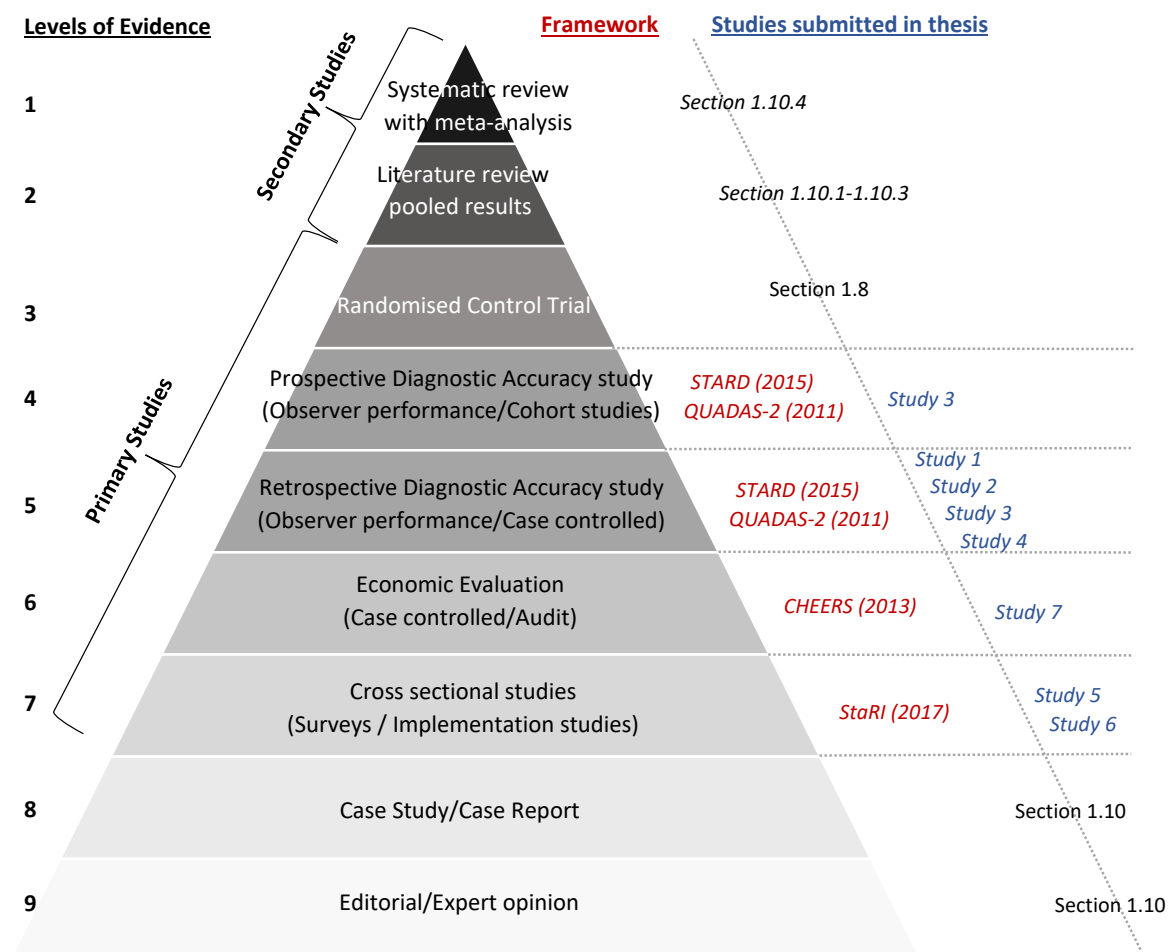 Levels of Evidence
Framework
Studies submitted in thesis
Secondary Studies
Primary Studies
1
Systematic review
with meta-analysis
Section 1.10.4
2
Literature review
pooled results
Section 1.10.1-1.10.3
3
Randomised Control Trial
Section 1.8
4
Prospective Diagnostic Accuracy study
(Observer performance/Cohort studies)
STARD (2015)
QUADAS-2 (2011)
Study 3
5
Retrospective Diagnostic Accuracy study
(Observer performance/Case controlled)
STARD (2015)
QUADAS-2 (2011)
Study 1
Study 2
Study 3
Study 4
6
Economic Evaluation
(Case controlled/Audit)
CHEERS (2013)
Study 7
7
Cross sectional studies
(Surveys / Implementation studies)
StaRI (2017)
Study 5
Study 6
8
Case Study/Case Report
Section 1.10
9
Editorial/Expert opinion
Section 1.10